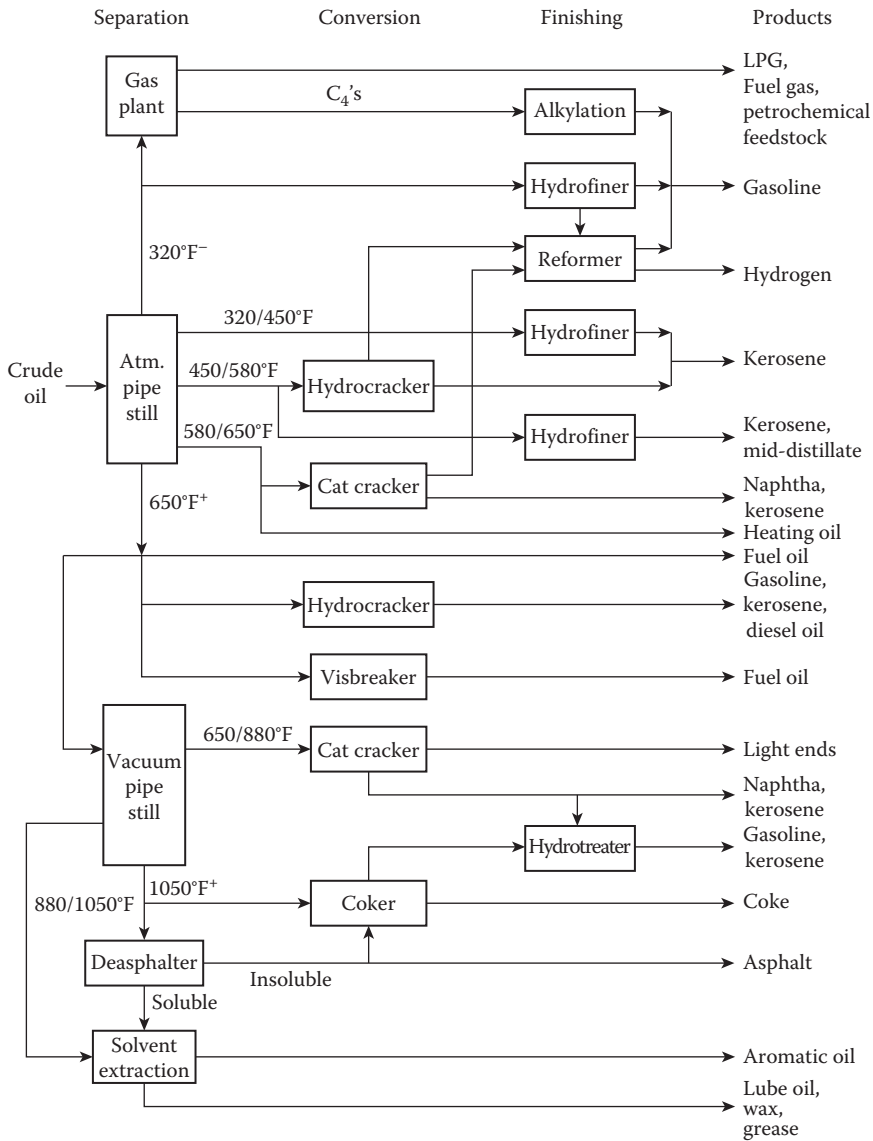 Separation
Conversion
Finishing
Products
Gas
plant
C₄'s
Alkylation
LPG,
Fuel gas,
petrochemical
feedstock
Hydrofiner
Gasoline
320°F⁻
Reformer
Hydrogen
Crude
oil
Atm.
pipe
still
320/450°F
Hydrofiner
Kerosene
450/580°F
Hydrocracker
Hydrofiner
Kerosene,
mid-distillate
580/650°F
Cat cracker
Naphtha,
kerosene
Heating oil
650°F⁺
Fuel oil
Hydrocracker
Gasoline,
kerosene,
diesel oil
Visbreaker
Fuel oil
Vacuum
pipe
still
650/880°F
Cat cracker
Light ends
Naphtha,
kerosene
Hydrotreater
Gasoline,
kerosene
880/1050°F
1050°F⁺
Coker
Coke
Deasphalter
Insoluble
Asphalt
Soluble
Solvent
extraction
Aromatic oil
Lube oil,
wax,
grease